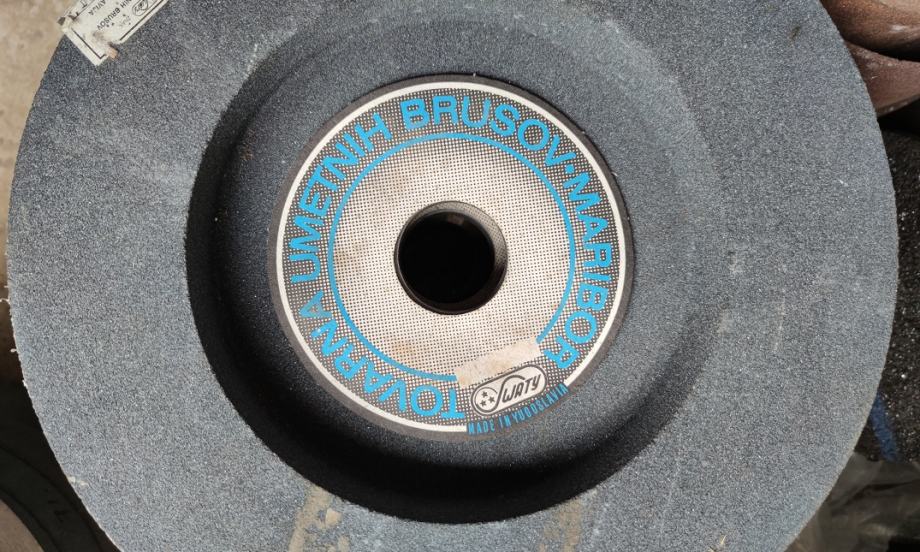 TOVARNA UMETNIH BRUSOV·MARIBOR
SWATY
MADE IN YUGOSLAVIA